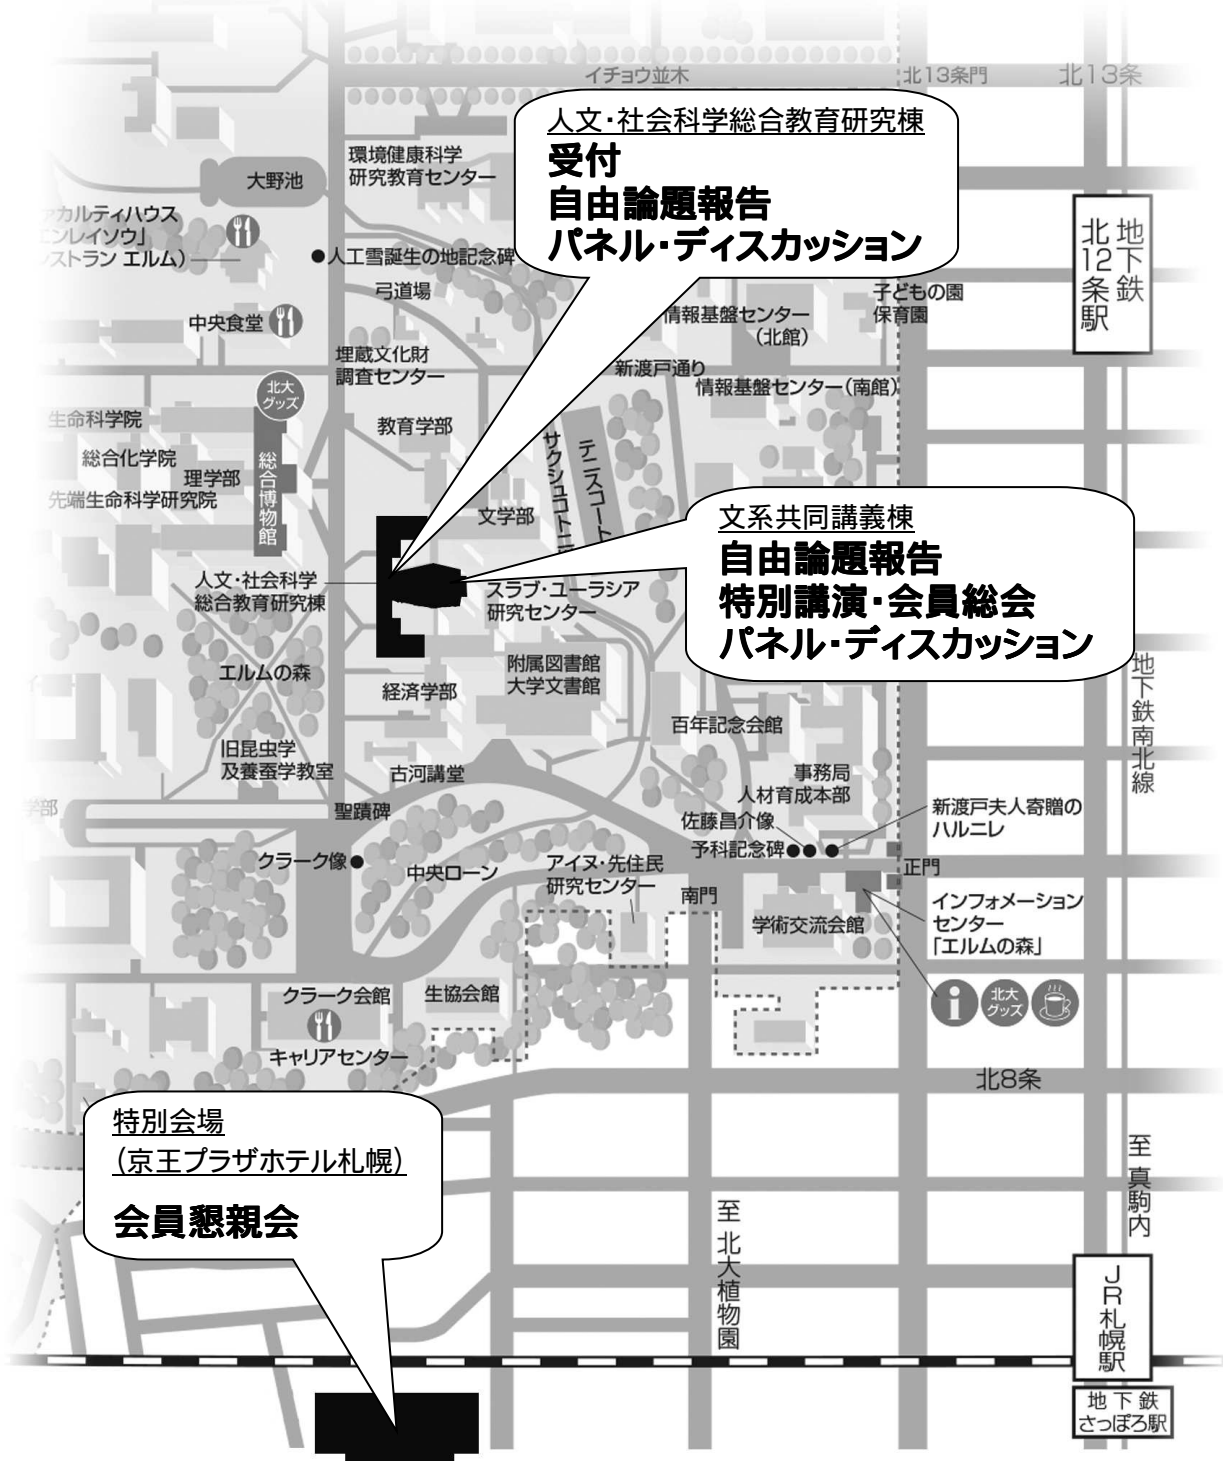 イチョウ並木
北13条門
北13条
人文・社会科学総合教育研究棟
受付
自由論題報告
パネル・ディスカッション
環境健康科学
研究教育センター
大野池
ァカルティハウス
エンレイソウ」
ストラン エルム）
人工雪誕生の地記念碑
弓道場
地下鉄
北12条駅
子どもの園
保育園
情報基盤センター
（北館）
中央食堂
埋蔵文化財
調査センター
新渡戸通り
情報基盤センター（南館）
北大
グッズ
生命科学院
教育学部
総合化学院
理学部
先端生命科学研究院
総合博物館
サクシュコトニ
テニスコート
文学部
文系共同講義棟
自由論題報告
特別講演・会員総会
パネル・ディスカッション
人文・社会科学
総合教育研究棟
スラブ・ユーラシア
研究センター
エルムの森
附属図書館
大学文書館
経済学部
地下鉄南北線
百年記念会館
旧昆虫学
及養蚕学教室
古河講堂
事務局
人材育成本部
学部
聖蹟碑
佐藤昌介像
新渡戸夫人寄贈の
ハルニレ
予科記念碑
クラーク像
中央ローン
アイヌ・先住民
研究センター
正門
南門
インフォメーション
センター
「エルムの森」
学術交流会館
クラーク会館
生協会館
i
北大
グッズ
キャリアセンター
北8条
特別会場
（京王プラザホテル札幌）
会員懇親会
至 真駒内
至 北大植物園
JR札幌駅
地下鉄
さっぽろ駅